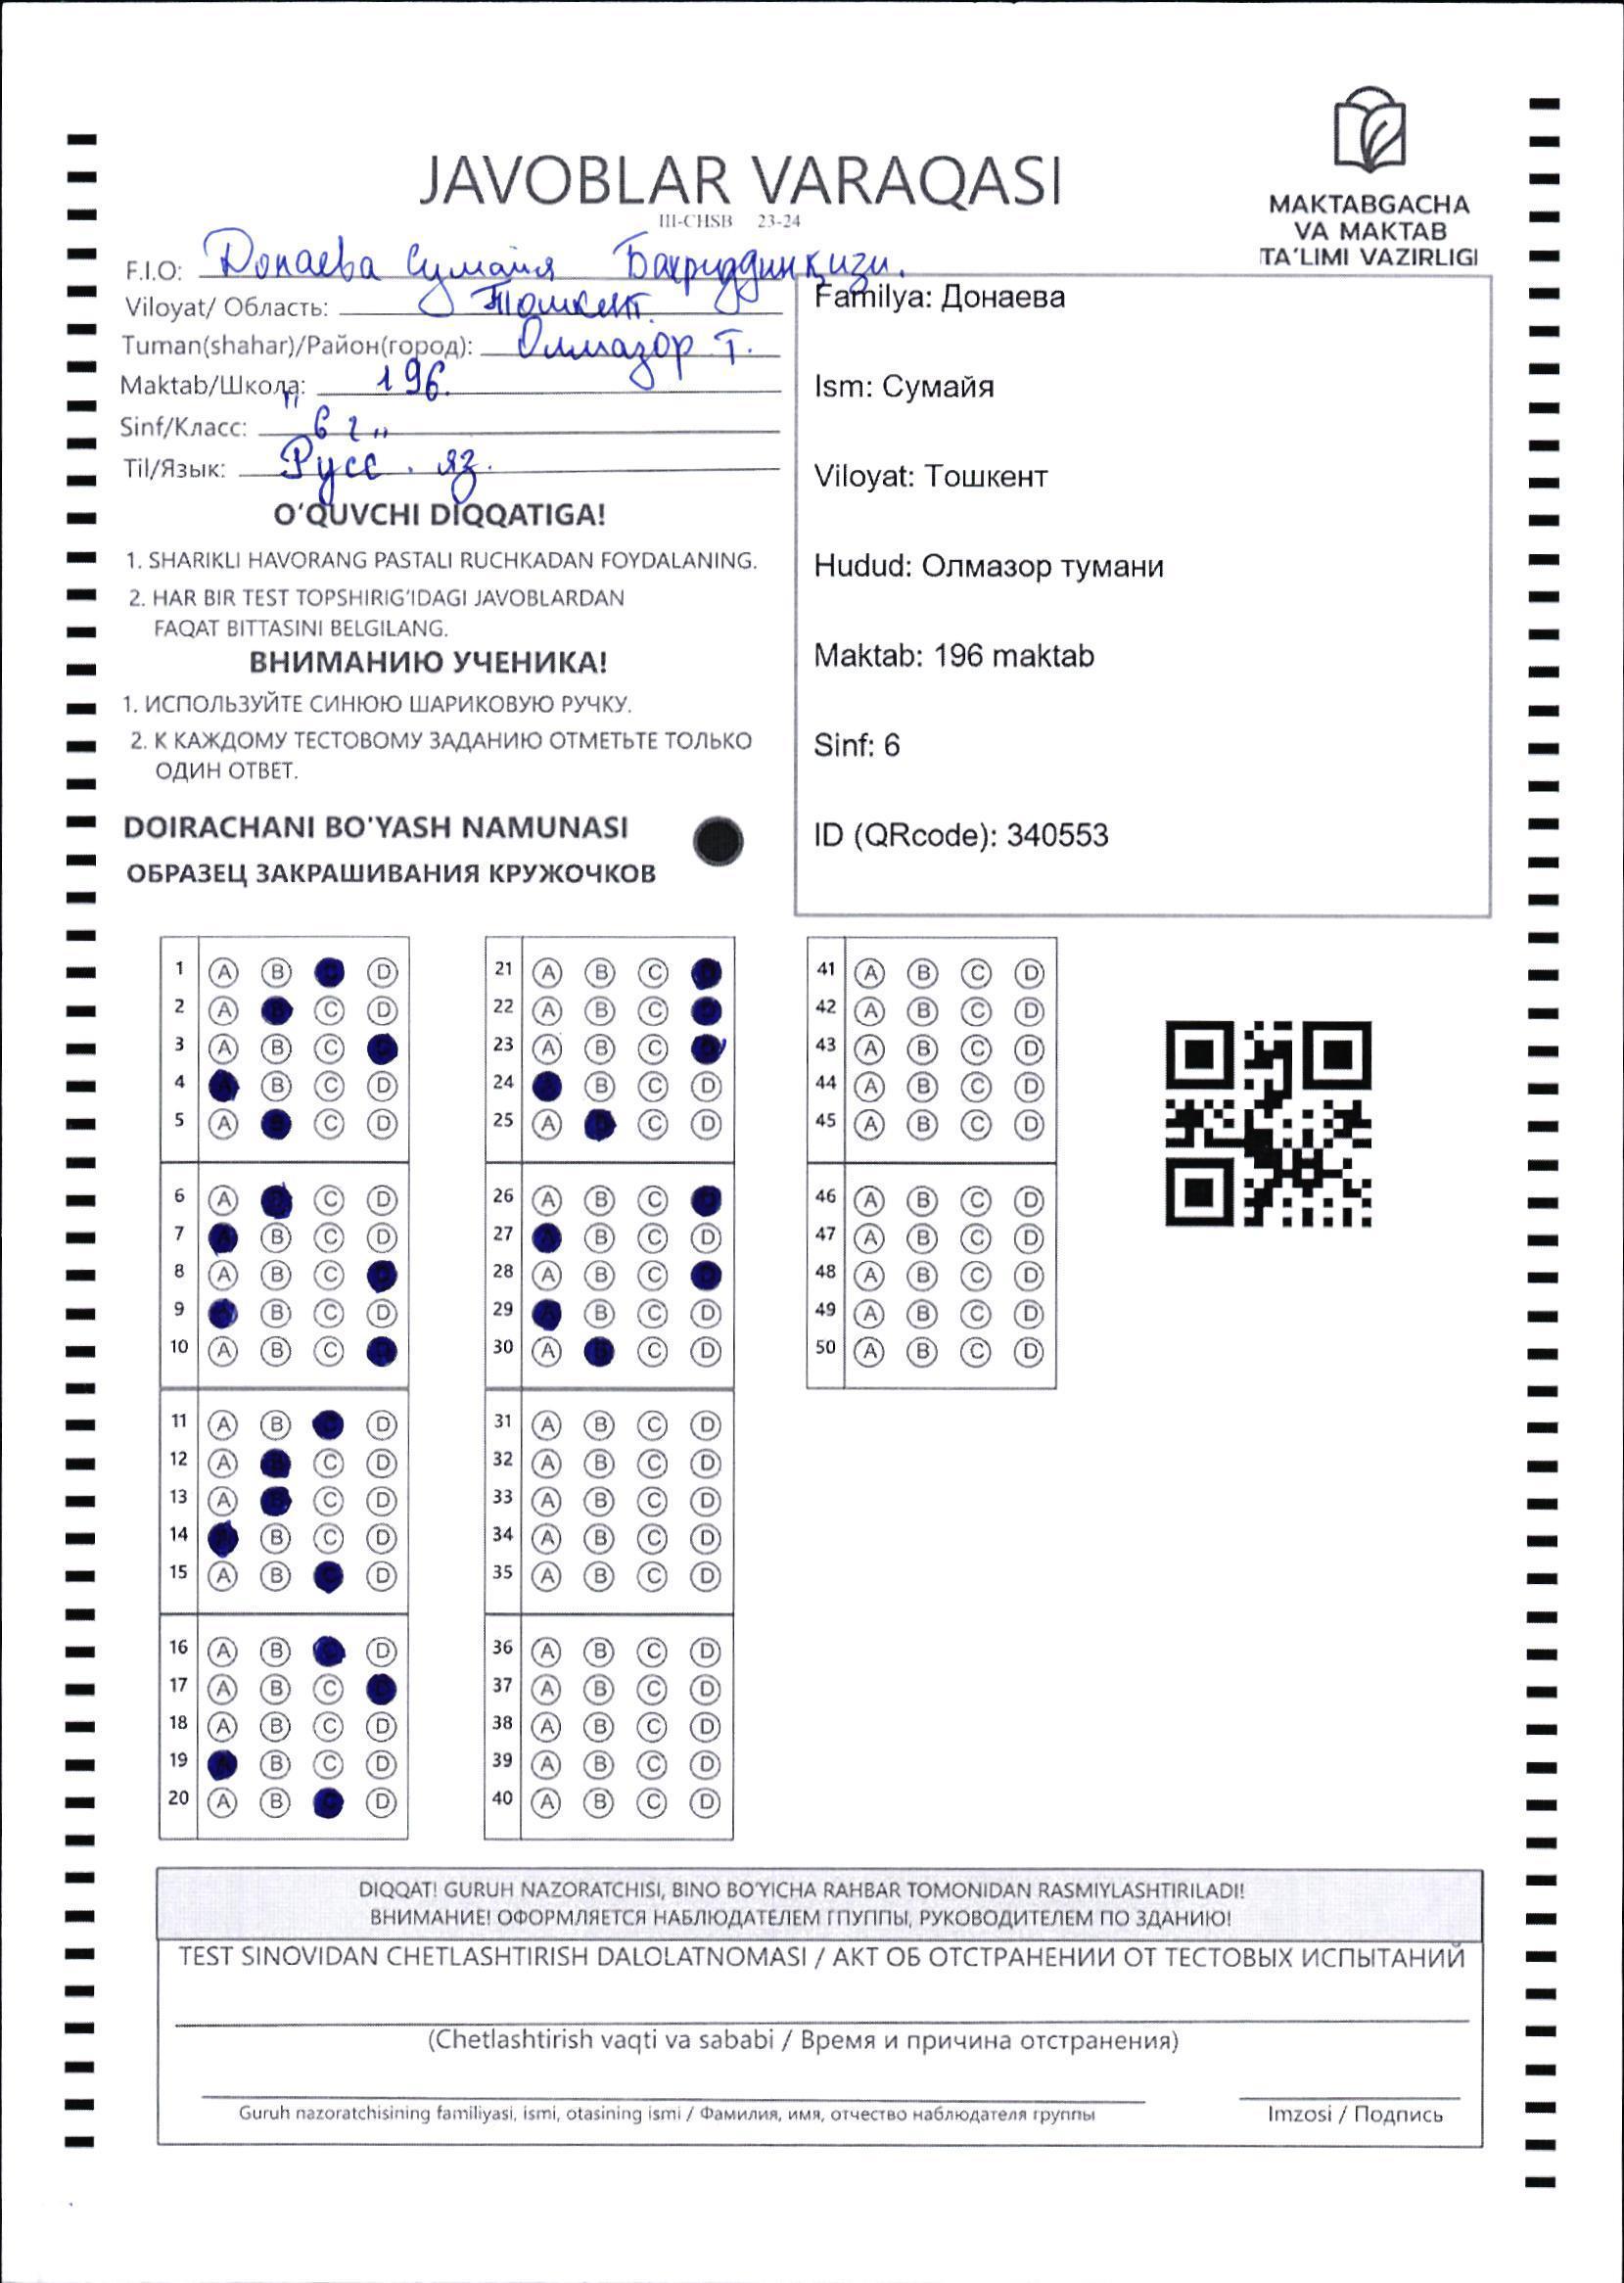 JAVOBLAR VARAQASI
III-CHSB 23-24
MAKTABGACHA
VA MAKTAB
TA'LIMI VAZIRLIGI
F.I.O: Донаева Сумайя Бахриддин қизи.
Viloyat/ Область: Тошкент.
Tuman(shahar)/Район(город): Олмазор т.
Maktab/Школа: 196.
Sinf/Класс: "6 г"
Til/Язык: Русс. яз.
O'QUVCHI DIQQATIGA!
1. SHARIKLI HAVORANG PASTALI RUCHKADAN FOYDALANING.
2. HAR BIR TEST TOPSHIRIG'IDAGI JAVOBLARDAN
FAQAT BITTASINI BELGILANG.
ВНИМАНИЮ УЧЕНИКА!
1. ИСПОЛЬЗУЙТЕ СИНЮЮ ШАРИКОВУЮ РУЧКУ.
2. К КАЖДОМУ ТЕСТОВОМУ ЗАДАНИЮ ОТМЕТЬТЕ ТОЛЬКО
ОДИН ОТВЕТ.
DOIRACHANI BO'YASH NAMUNASI
ОБРАЗЕЦ ЗАКРАШИВАНИЯ КРУЖОЧКОВ
Familya: Донаева
Ism: Сумайя
Viloyat: Тошкент
Hudud: Олмазор тумани
Maktab: 196 maktab
Sinf: 6
ID (QRcode): 340553
1 A B D
2 A C D
3 A B C
4 B C D
5 A C D
6 A C D
7 B C D
8 A B C
9 B C D
10 A B C
11 A B D
12 A C D
13 A C D
14 B C D
15 A B D
16 A B D
17 A B C
18 A B C D
19 B C D
20 A B D
21 A B C
22 A B C
23 A B C
24 B C D
25 A C D
26 A B C
27 B C D
28 A B C
29 B C D
30 A C D
31 A B C D
32 A B C D
33 A B C D
34 A B C D
35 A B C D
36 A B C D
37 A B C D
38 A B C D
39 A B C D
40 A B C D
41 A B C D
42 A B C D
43 A B C D
44 A B C D
45 A B C D
46 A B C D
47 A B C D
48 A B C D
49 A B C D
50 A B C D
DIQQAT! GURUH NAZORATCHISI, BINO BO'YICHA RAHBAR TOMONIDAN RASMIYLASHTIRILADI!
ВНИМАНИЕ! ОФОРМЛЯЕТСЯ НАБЛЮДАТЕЛЕМ ГПУППЫ, РУКОВОДИТЕЛЕМ ПО ЗДАНИЮ!
TEST SINOVIDAN CHETLASHTIRISH DALOLATNOMASI / АКТ ОБ ОТСТРАНЕНИИ ОТ ТЕСТОВЫХ ИСПЫТАНИЙ
(Chetlashtirish vaqti va sababi / Время и причина отстранения)
Guruh nazoratchisining familiyasi, ismi, otasining ismi / Фамилия, имя, отчество наблюдателя группы
Imzosi / Подпись